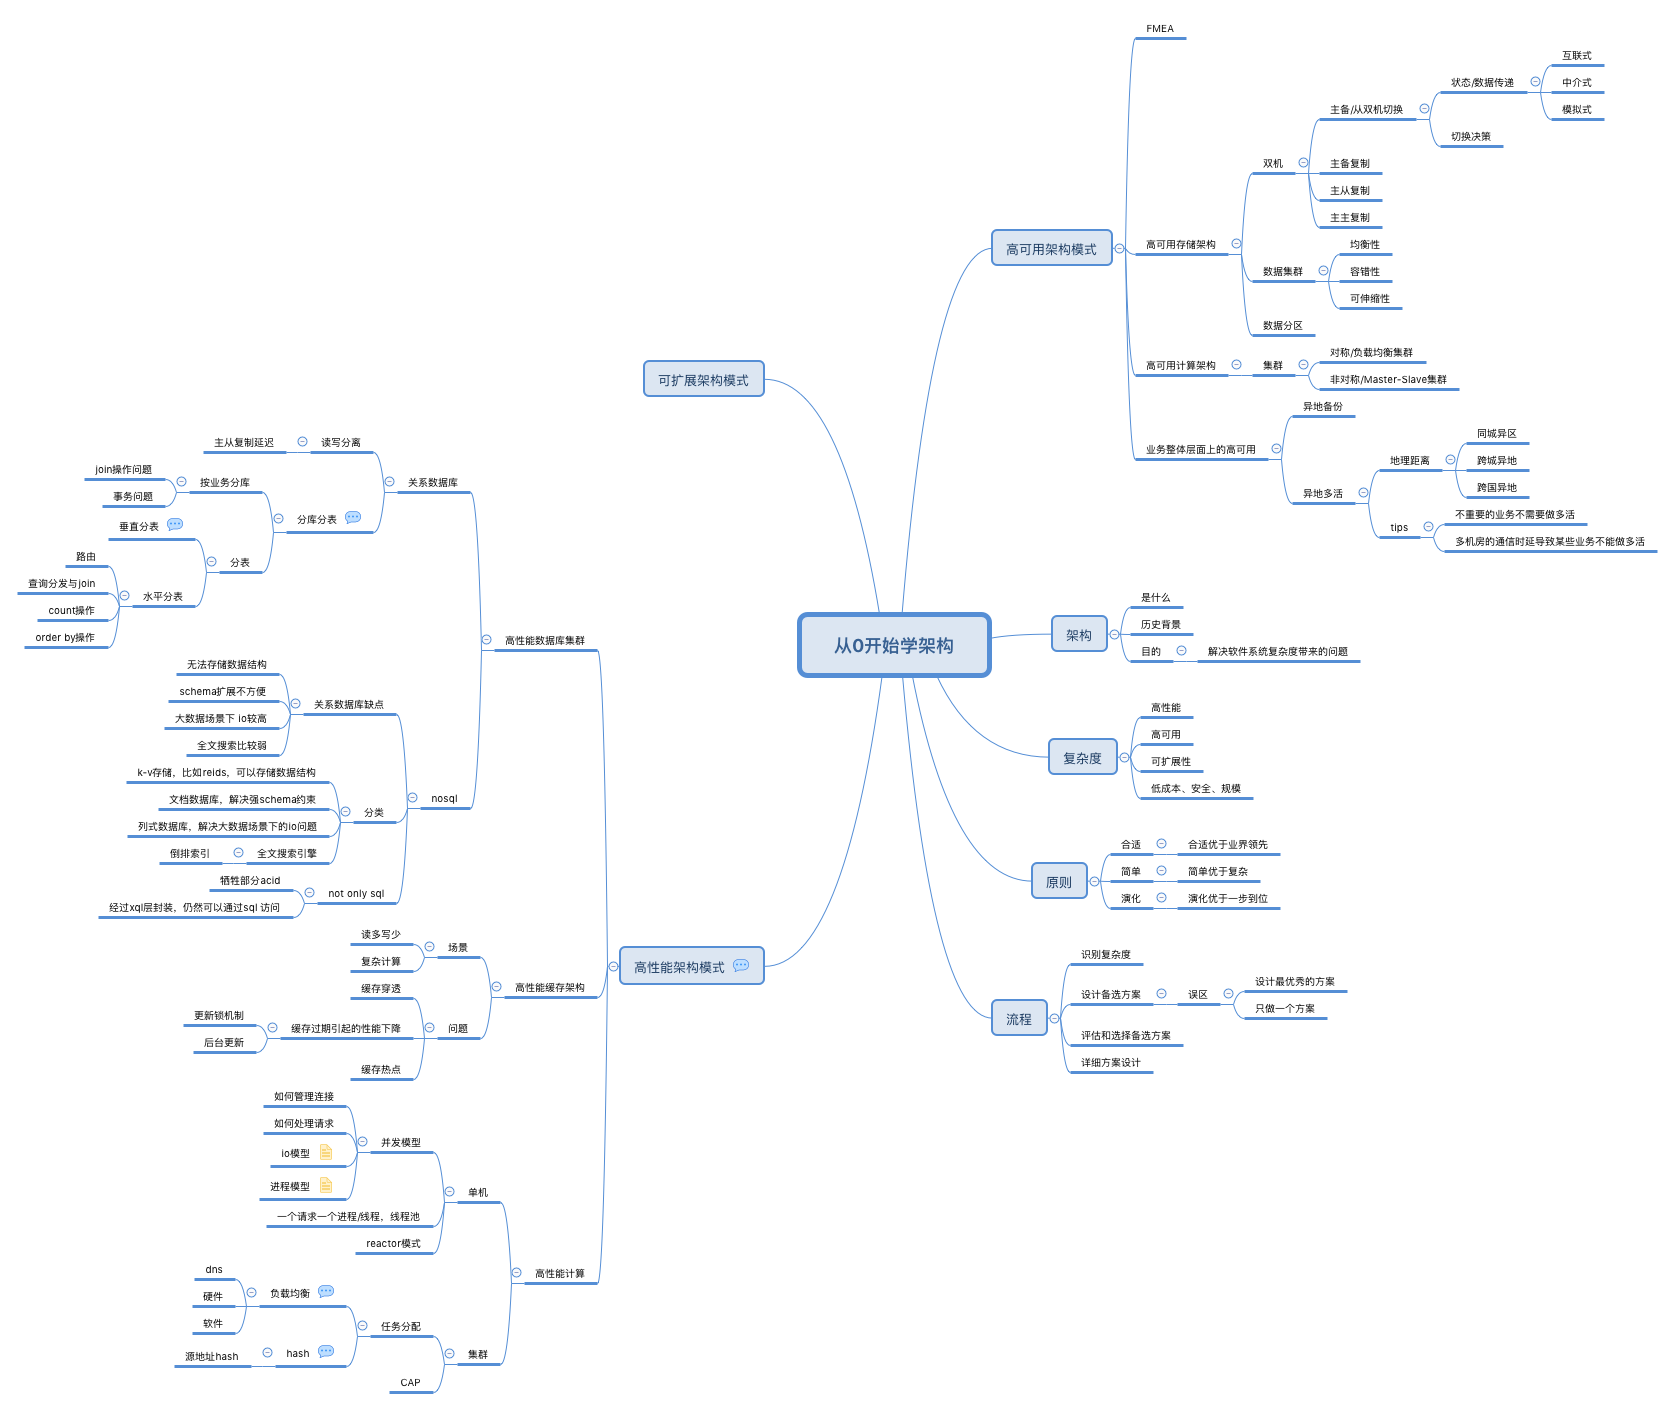 从0开始学架构
高可用架构模式
FMEA
高可用存储架构
双机
主备/从双机切换
状态/数据传递
互联式
中介式
模拟式
切换决策
主备复制
主从复制
主主复制
数据集群
均衡性
容错性
可伸缩性
数据分区
高可用计算架构
集群
对称/负载均衡集群
非对称/Master-Slave集群
业务整体层面上的高可用
异地备份
异地多活
地理距离
同城异区
跨城异地
跨国异地
tips
不重要的业务不需要做多活
多机房的通信时延导致某些业务不能做多活
架构
是什么
历史背景
目的
解决软件系统复杂度带来的问题
复杂度
高性能
高可用
可扩展性
低成本、安全、规模
原则
合适
合适优于业界领先
简单
简单优于复杂
演化
演化优于一步到位
流程
识别复杂度
设计备选方案
误区
设计最优秀的方案
只做一个方案
评估和选择备选方案
详细方案设计
可扩展架构模式
高性能架构模式
高性能数据库集群
关系数据库
读写分离
主从复制延迟
分库分表
按业务分库
join操作问题
事务问题
分表
垂直分表
水平分表
路由
查询分发与join
count操作
order by操作
nosql
关系数据库缺点
无法存储数据结构
schema扩展不方便
大数据场景下 io较高
全文搜索比较弱
分类
k-v存储，比如reids，可以存储数据结构
文档数据库，解决强schema约束
列式数据库，解决大数据场景下的io问题
全文搜索引擎
倒排索引
not only sql
牺牲部分acid
经过xql层封装，仍然可以通过sql 访问
高性能缓存架构
场景
读多写少
复杂计算
问题
缓存穿透
缓存过期引起的性能下降
更新锁机制
后台更新
缓存热点
高性能计算
单机
并发模型
如何管理连接
如何处理请求
io模型
进程模型
一个请求一个进程/线程，线程池
reactor模式
集群
任务分配
负载均衡
dns
硬件
软件
hash
源地址hash
CAP